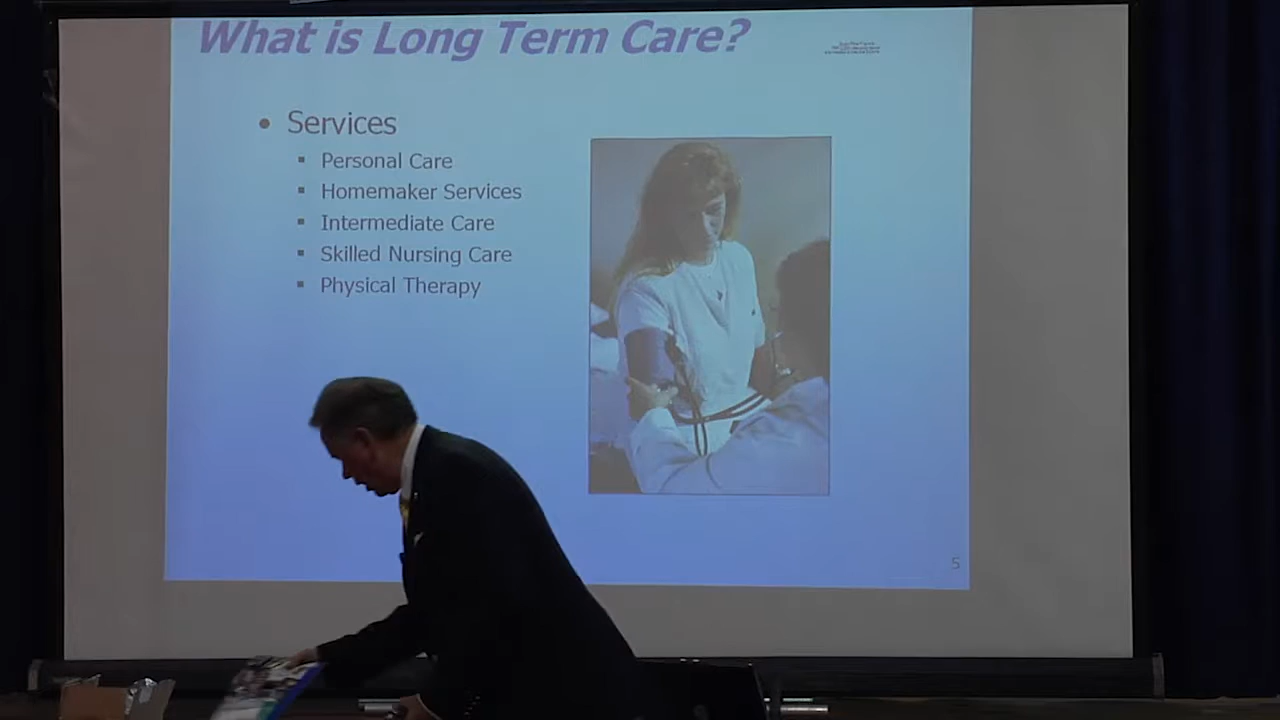 What is Long Term Care?
• Services
▪ Personal Care
▪ Homemaker Services
▪ Intermediate Care
▪ Skilled Nursing Care
▪ Physical Therapy
5